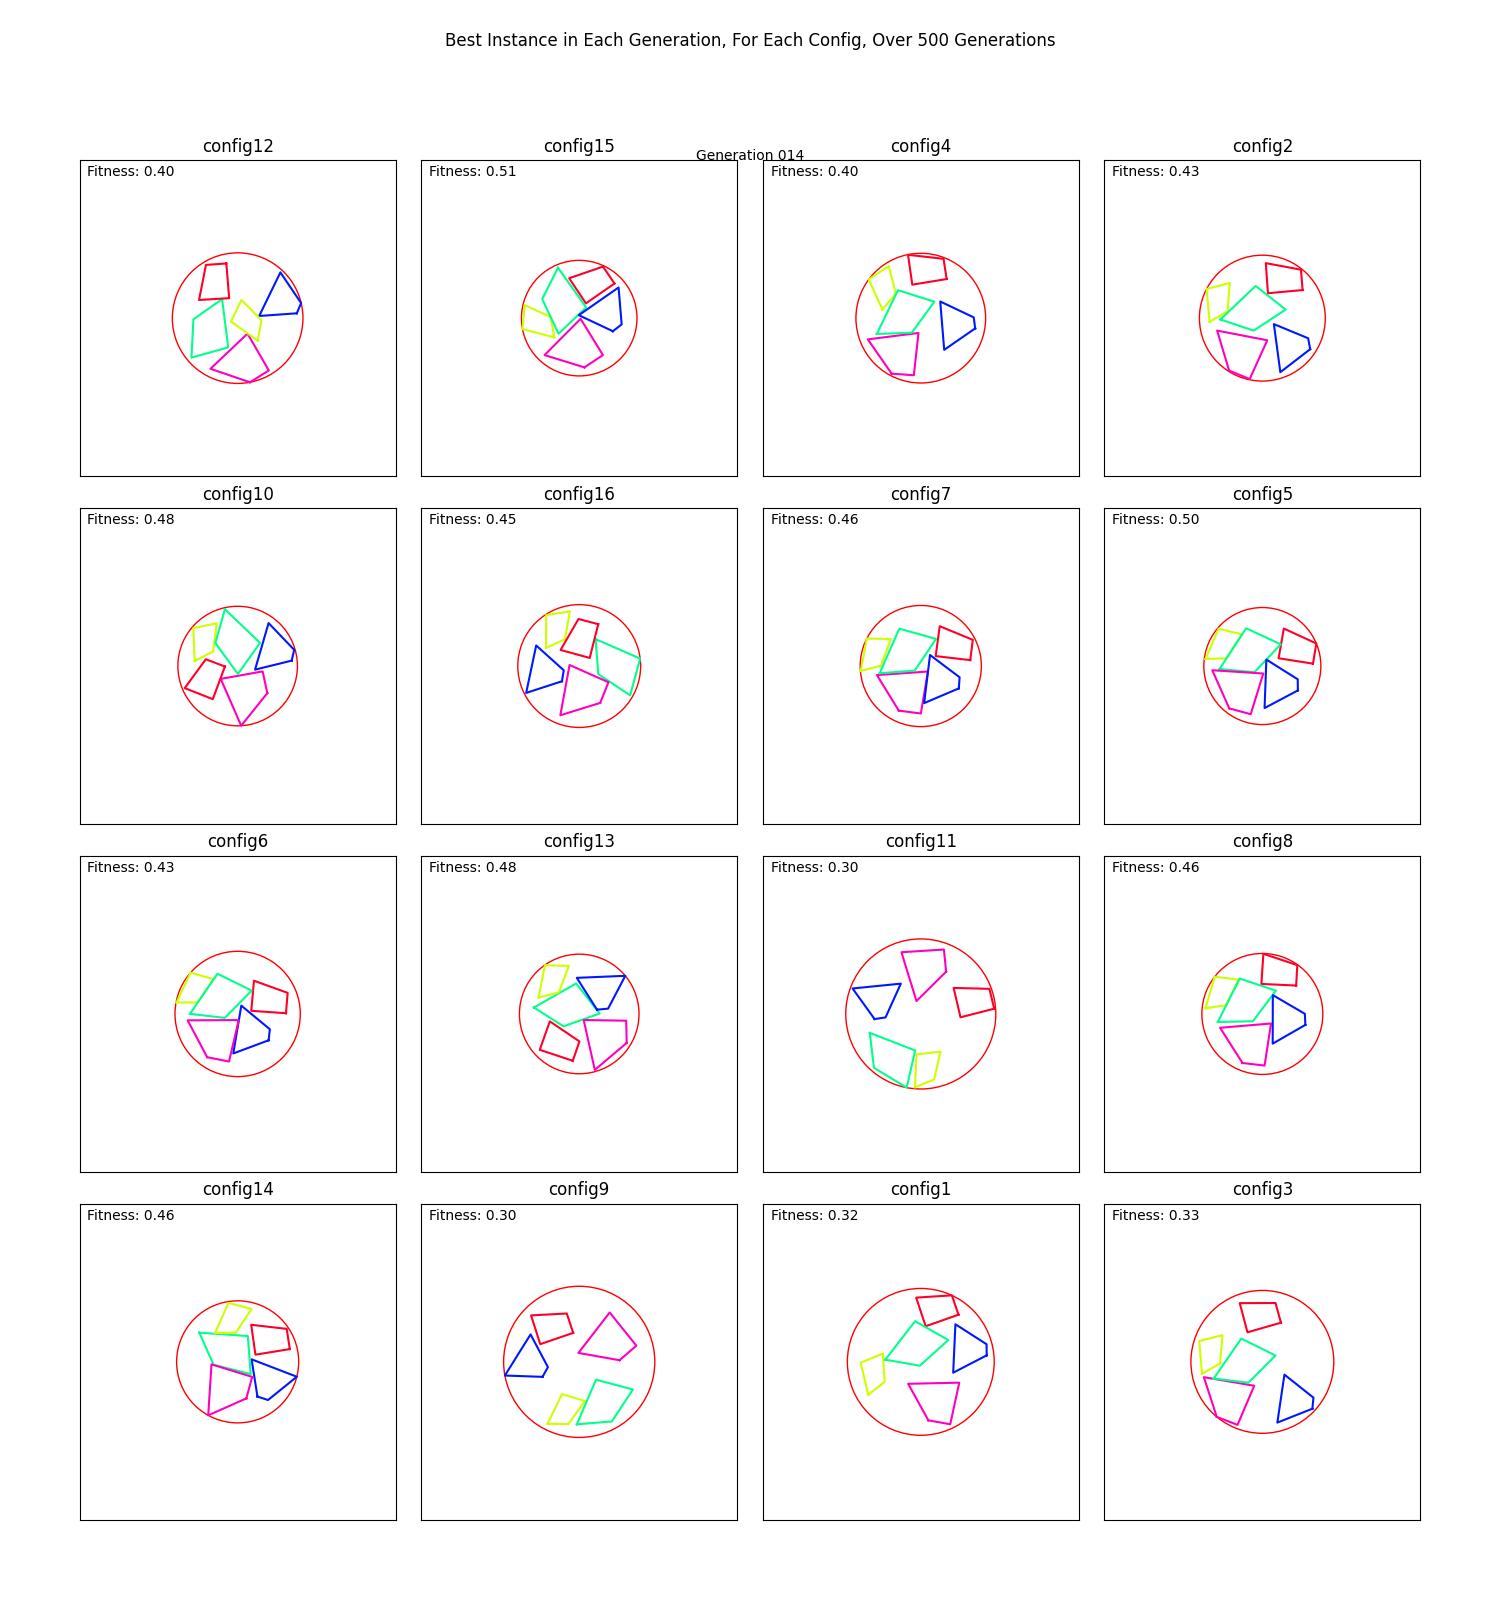 Best Instance in Each Generation, For Each Config, Over 500 Generations
Generation 014
config12
Fitness: 0.40
config15
Fitness: 0.51
config4
Fitness: 0.40
config2
Fitness: 0.43
config10
Fitness: 0.48
config16
Fitness: 0.45
config7
Fitness: 0.46
config5
Fitness: 0.50
config6
Fitness: 0.43
config13
Fitness: 0.48
config11
Fitness: 0.30
config8
Fitness: 0.46
config14
Fitness: 0.46
config9
Fitness: 0.30
config1
Fitness: 0.32
config3
Fitness: 0.33